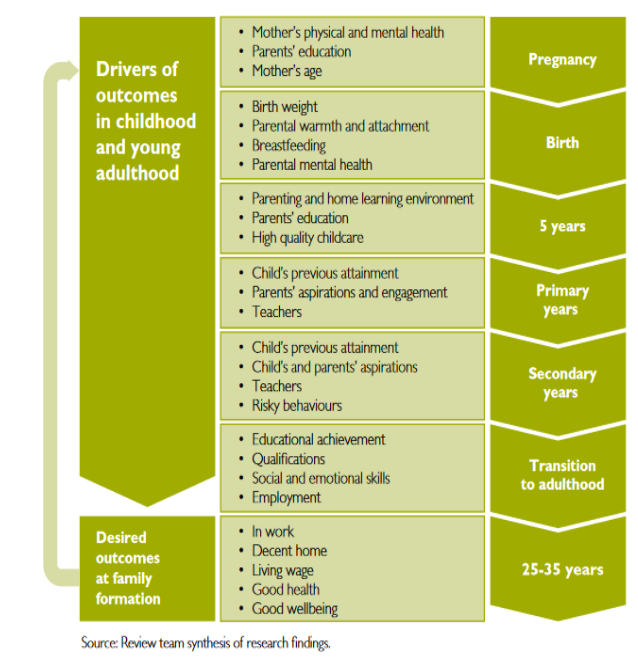 Drivers of
outcomes
in childhood
and young
adulthood
• Mother's physical and mental health
• Parents' education
• Mother's age
Pregnancy
• Birth weight
• Parental warmth and attachment
• Breastfeeding
• Parental mental health
Birth
• Parenting and home learning environment
• Parents' education
• High quality childcare
5 years
• Child's previous attainment
• Parents' aspirations and engagement
• Teachers
Primary
years
• Child's previous attainment
• Child's and parents' aspirations
• Teachers
• Risky behaviours
Secondary
years
• Educational achievement
• Qualifications
• Social and emotional skills
• Employment
Transition
to adulthood
Desired
outcomes
at family
formation
• In work
• Decent home
• Living wage
• Good health
• Good wellbeing
25-35 years
Source: Review team synthesis of research findings.